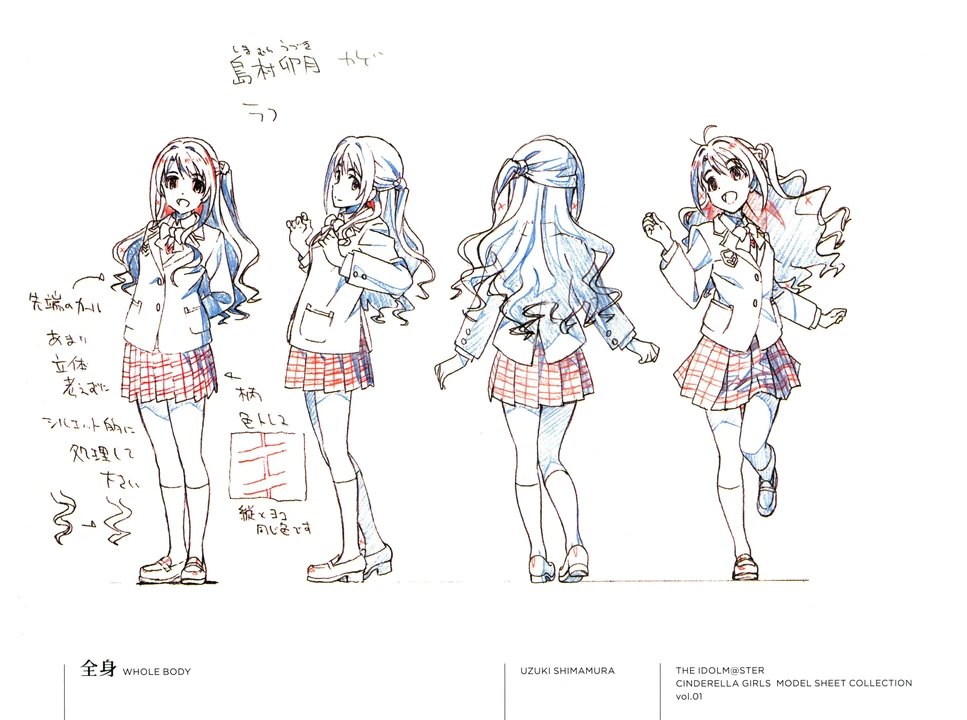 しまむら うづき
島村卯月 カゲ
ラフ
先端のカール
あまり
立体
考えずに
シルエット的に
処理して
下さい
柄
色トレス
縦とヨコ
同じ色です
全身 WHOLE BODY
UZUKI SHIMAMURA
THE IDOLM@STER
CINDERELLA GIRLS MODEL SHEET COLLECTION
vol.01